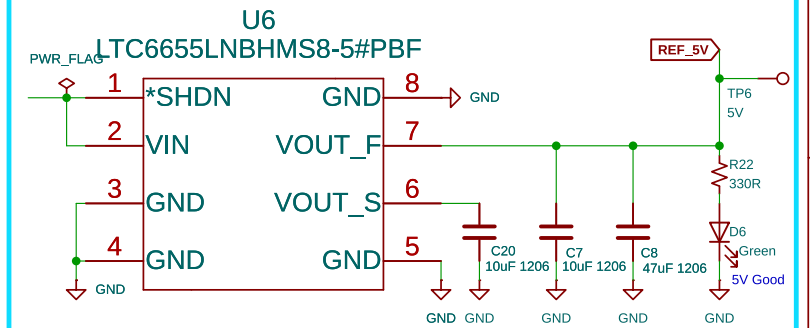 U6
LTC6655LNBHMS8-5#PBF
PWR_FLAG
REF_5V
1
*SHDN
GND
8
GND
TP6
5V
2
VIN
VOUT_F
7
R22
330R
3
GND
VOUT_S
6
D6
Green
C20
10uF 1206
C7
10uF 1206
C8
47uF 1206
4
GND
GND
5
5V Good
GND
GND
GND
GND
GND
GND